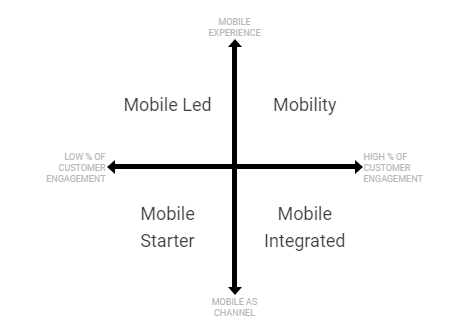 MOBILE
EXPERIENCE
Mobile Led
Mobility
LOW % OF
CUSTOMER
ENGAGEMENT
HIGH % OF
CUSTOMER
ENGAGEMENT
Mobile
Starter
Mobile
Integrated
MOBILE AS
CHANNEL